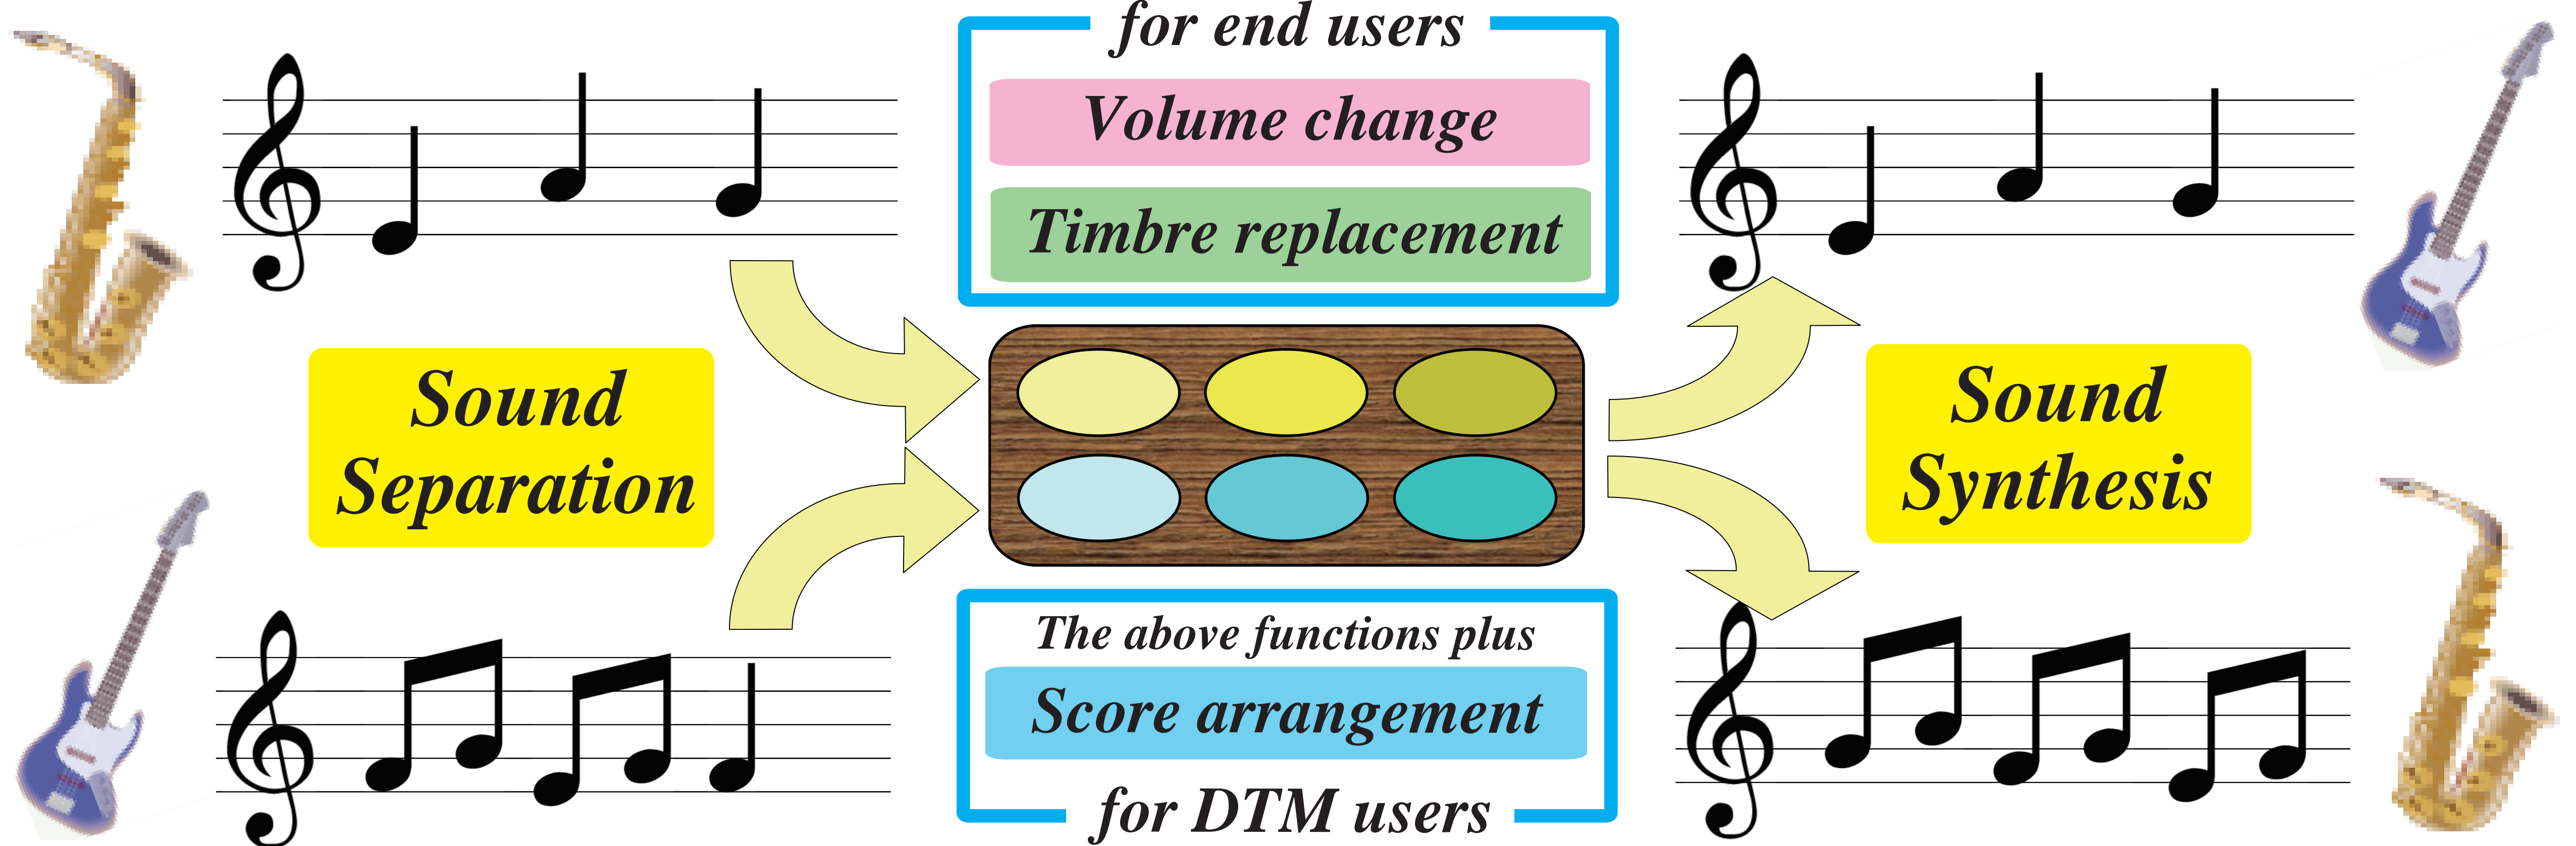 for end users
Volume change
Timbre replacement
Sound
Separation
Sound
Synthesis
The above functions plus
Score arrangement
for DTM users